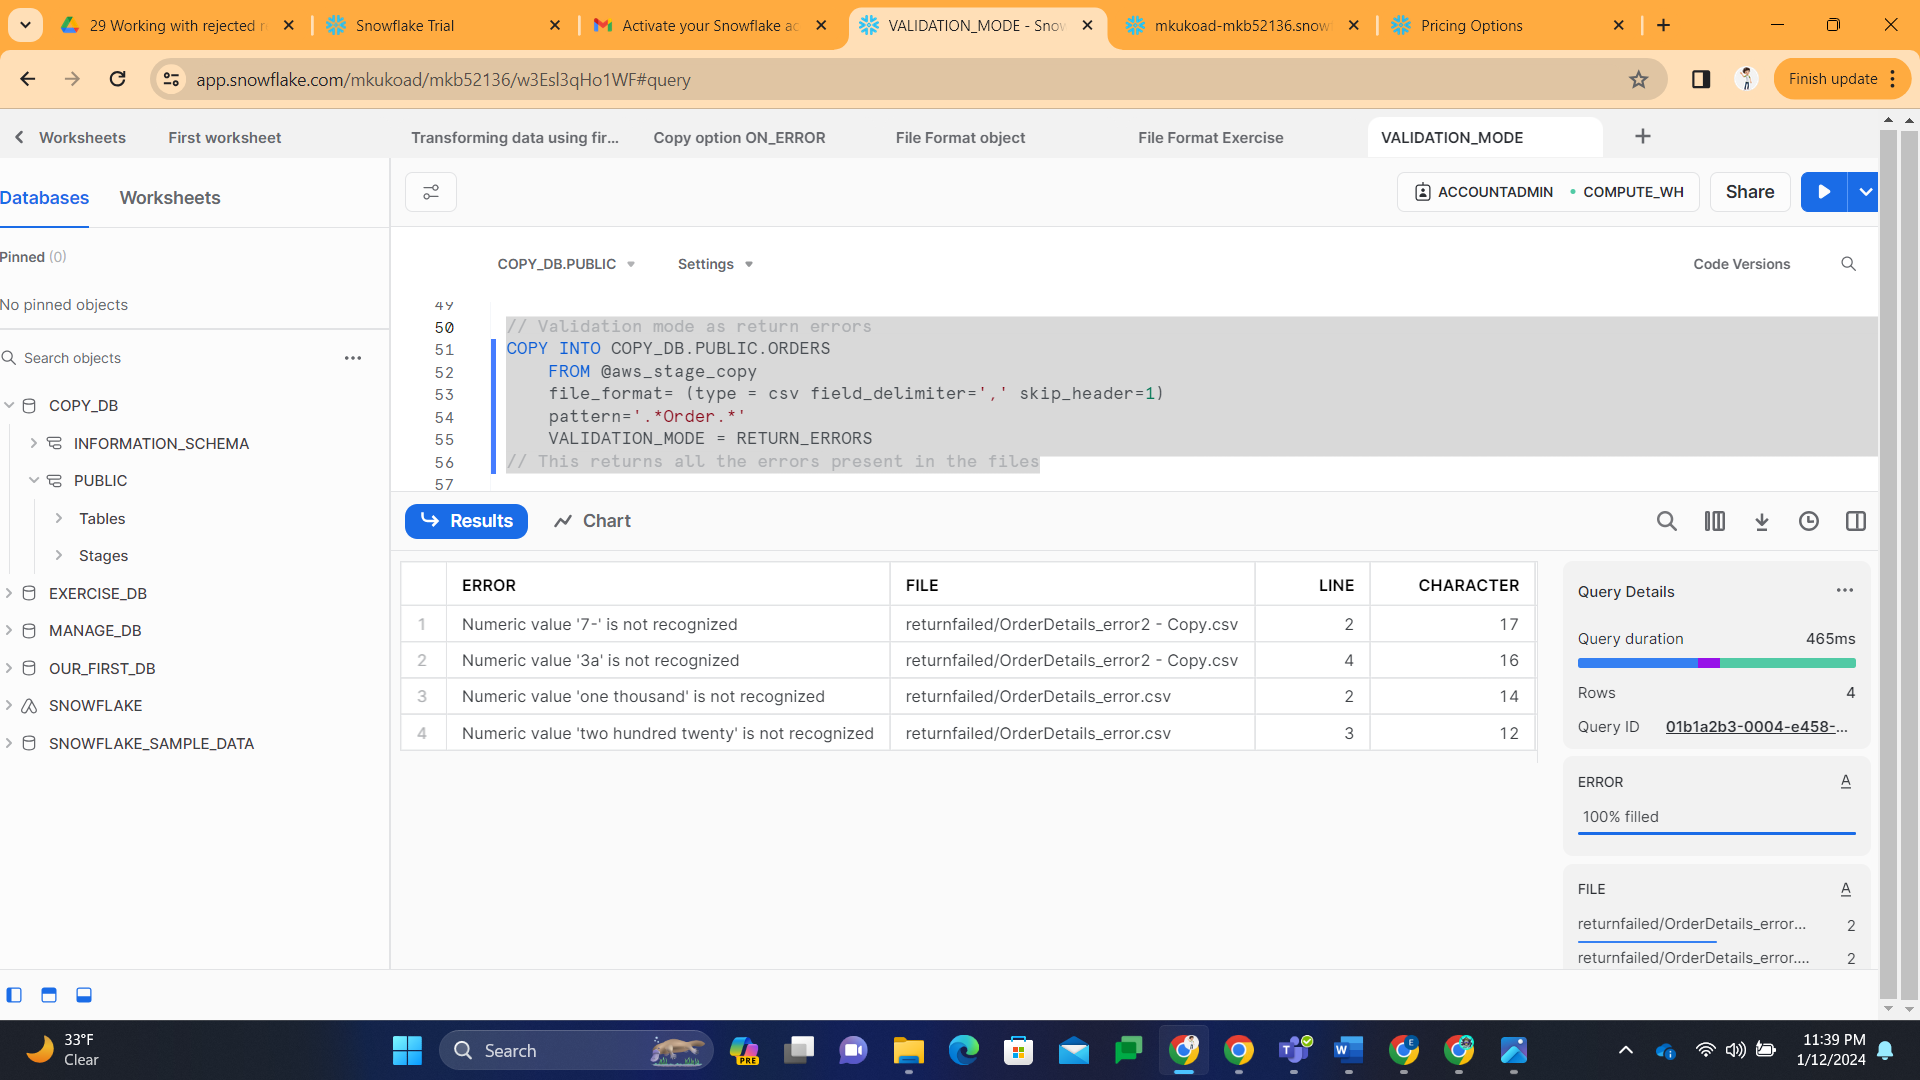 29 Working with rejected r
Snowflake Trial
Activate your Snowflake ac
VALIDATION_MODE - Snow
mkukoad-mkb52136.snow
Pricing Options
app.snowflake.com/mkukoad/mkb52136/w3Esl3qHo1WF#query
Finish update
Worksheets
First worksheet
Transforming data using fir...
Copy option ON_ERROR
File Format object
File Format Exercise
VALIDATION_MODE
Databases
Worksheets
ACCOUNTADMIN
COMPUTE_WH
Share
Pinned (0)
No pinned objects
Search objects
COPY_DB
INFORMATION_SCHEMA
PUBLIC
Tables
Stages
EXERCISE_DB
MANAGE_DB
OUR_FIRST_DB
SNOWFLAKE
SNOWFLAKE_SAMPLE_DATA
COPY_DB.PUBLIC
Settings
Code Versions
49
50 // Validation mode as return errors
51 COPY INTO COPY_DB.PUBLIC.ORDERS
52 FROM @aws_stage_copy
53 file_format= (type = csv field_delimiter=',' skip_header=1)
54 pattern='.*Order.*'
55 VALIDATION_MODE = RETURN_ERRORS
56 // This returns all the errors present in the files
57
Results
Chart
ERROR FILE LINE CHARACTER
1 Numeric value '7-' is not recognized returnfailed/OrderDetails_error2 - Copy.csv 2 17
2 Numeric value '3a' is not recognized returnfailed/OrderDetails_error2 - Copy.csv 4 16
3 Numeric value 'one thousand' is not recognized returnfailed/OrderDetails_error.csv 2 14
4 Numeric value 'two hundred twenty' is not recognized returnfailed/OrderDetails_error.csv 3 12
Query Details
Query duration 465ms
Rows 4
Query ID 01b1a2b3-0004-e458-...
ERROR A
100% filled
FILE A
returnfailed/OrderDetails_error... 2
returnfailed/OrderDetails_error.... 2
33°F
Clear
Search
PRE
E
11:39 PM
1/12/2024